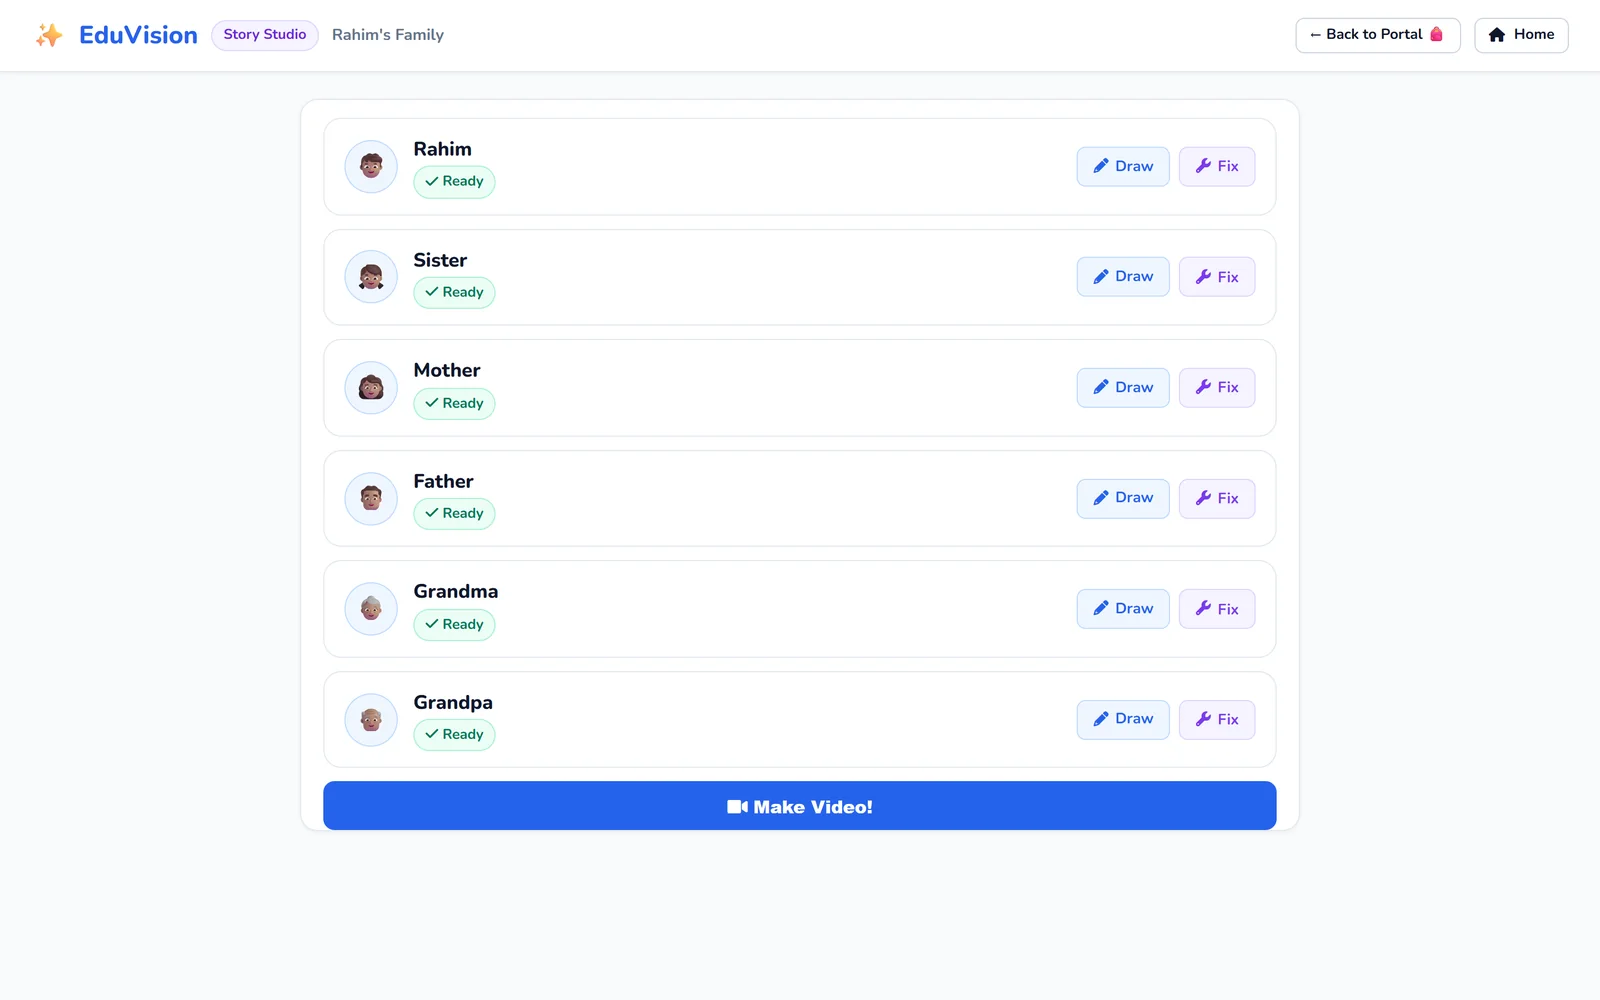 EduVision Story Studio Rahim's Family ← Back to Portal Home
Rahim
Ready
Draw Fix
Sister
Ready
Draw Fix
Mother
Ready
Draw Fix
Father
Ready
Draw Fix
Grandma
Ready
Draw Fix
Grandpa
Ready
Draw Fix
Make Video!